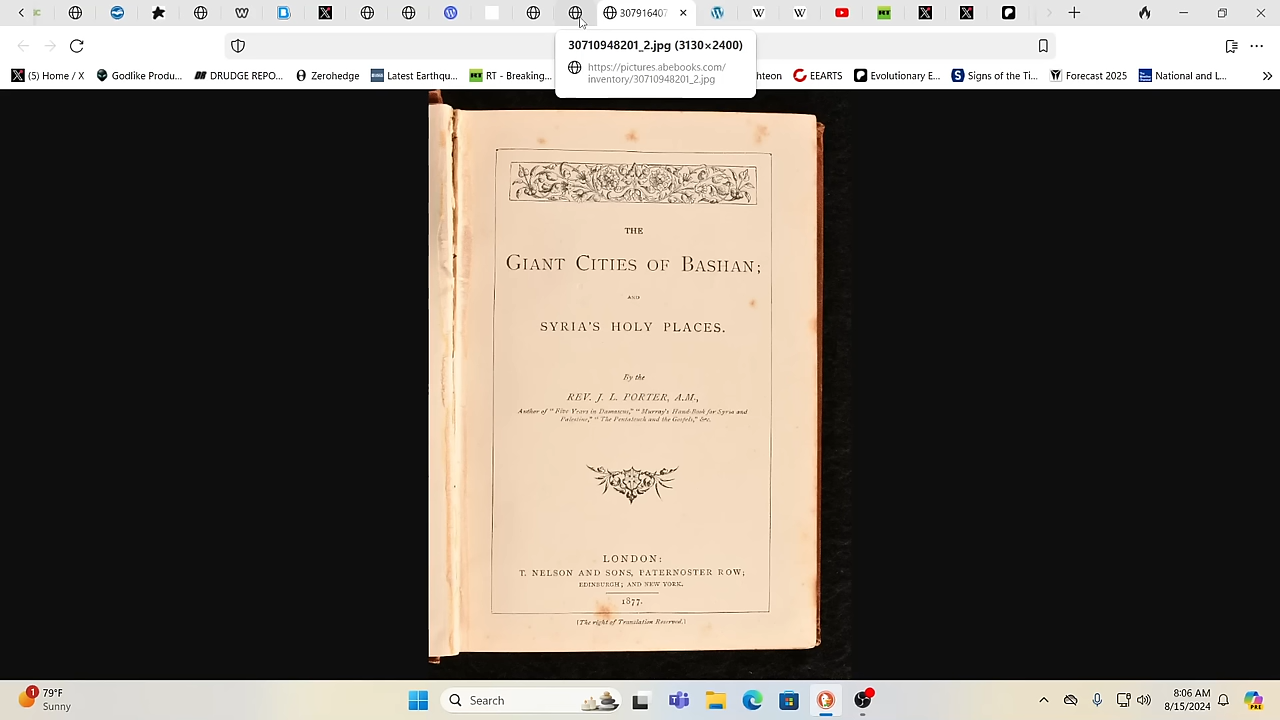 307916407
30710948201_2.jpg (3130×2400)
https://pictures.abebooks.com/
inventory/30710948201_2.jpg
(5) Home / X
Godlike Produ...
DRUDGE REPO...
Zerohedge
Latest Earthqu...
RT - Breaking...
theon
EEARTS
Evolutionary E...
Signs of the Ti...
Forecast 2025
National and L...
THE
GIANT CITIES OF BASHAN;
AND
SYRIA'S HOLY PLACES.
By the
REV. J. L. PORTER, A.M.,
Author of "Five Years in Damascus," "Murray's Hand-Book for Syria and
Palestine," "The Pentateuch and the Gospels," &c.
LONDON:
T. NELSON AND SONS, PATERNOSTER ROW;
EDINBURGH; AND NEW YORK.
1877.
[The right of Translation Reserved.]
1
79°F
Sunny
Search
8:06 AM
8/15/2024
PRE